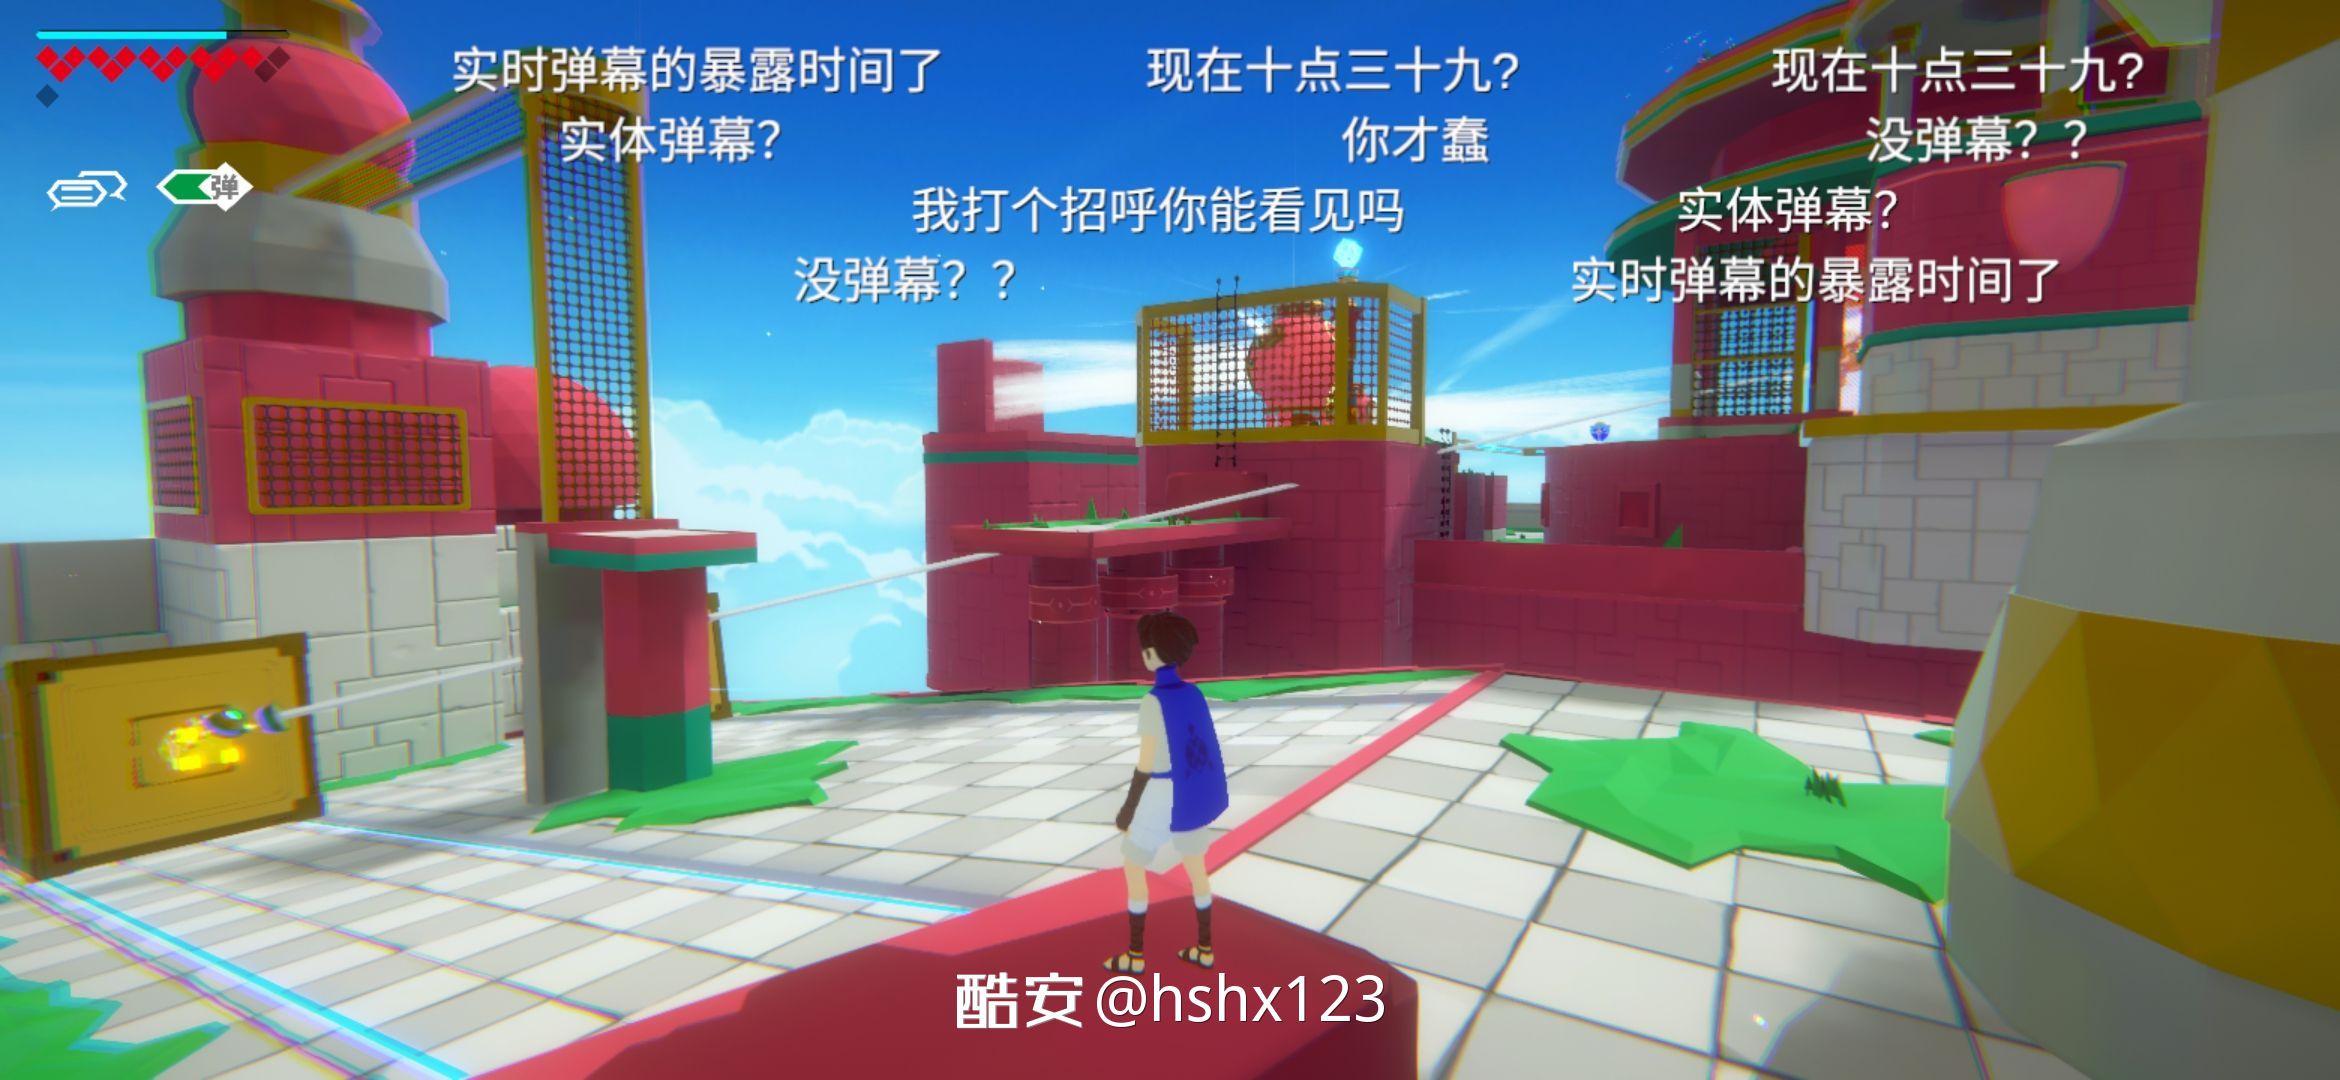 实时弹幕的暴露时间了
现在十点三十九?
现在十点三十九?
实体弹幕?
你才蠢
没弹幕？？
弹
我打个招呼你能看见吗
实体弹幕?
没弹幕？？
实时弹幕的暴露时间了
酷安 @hshx123